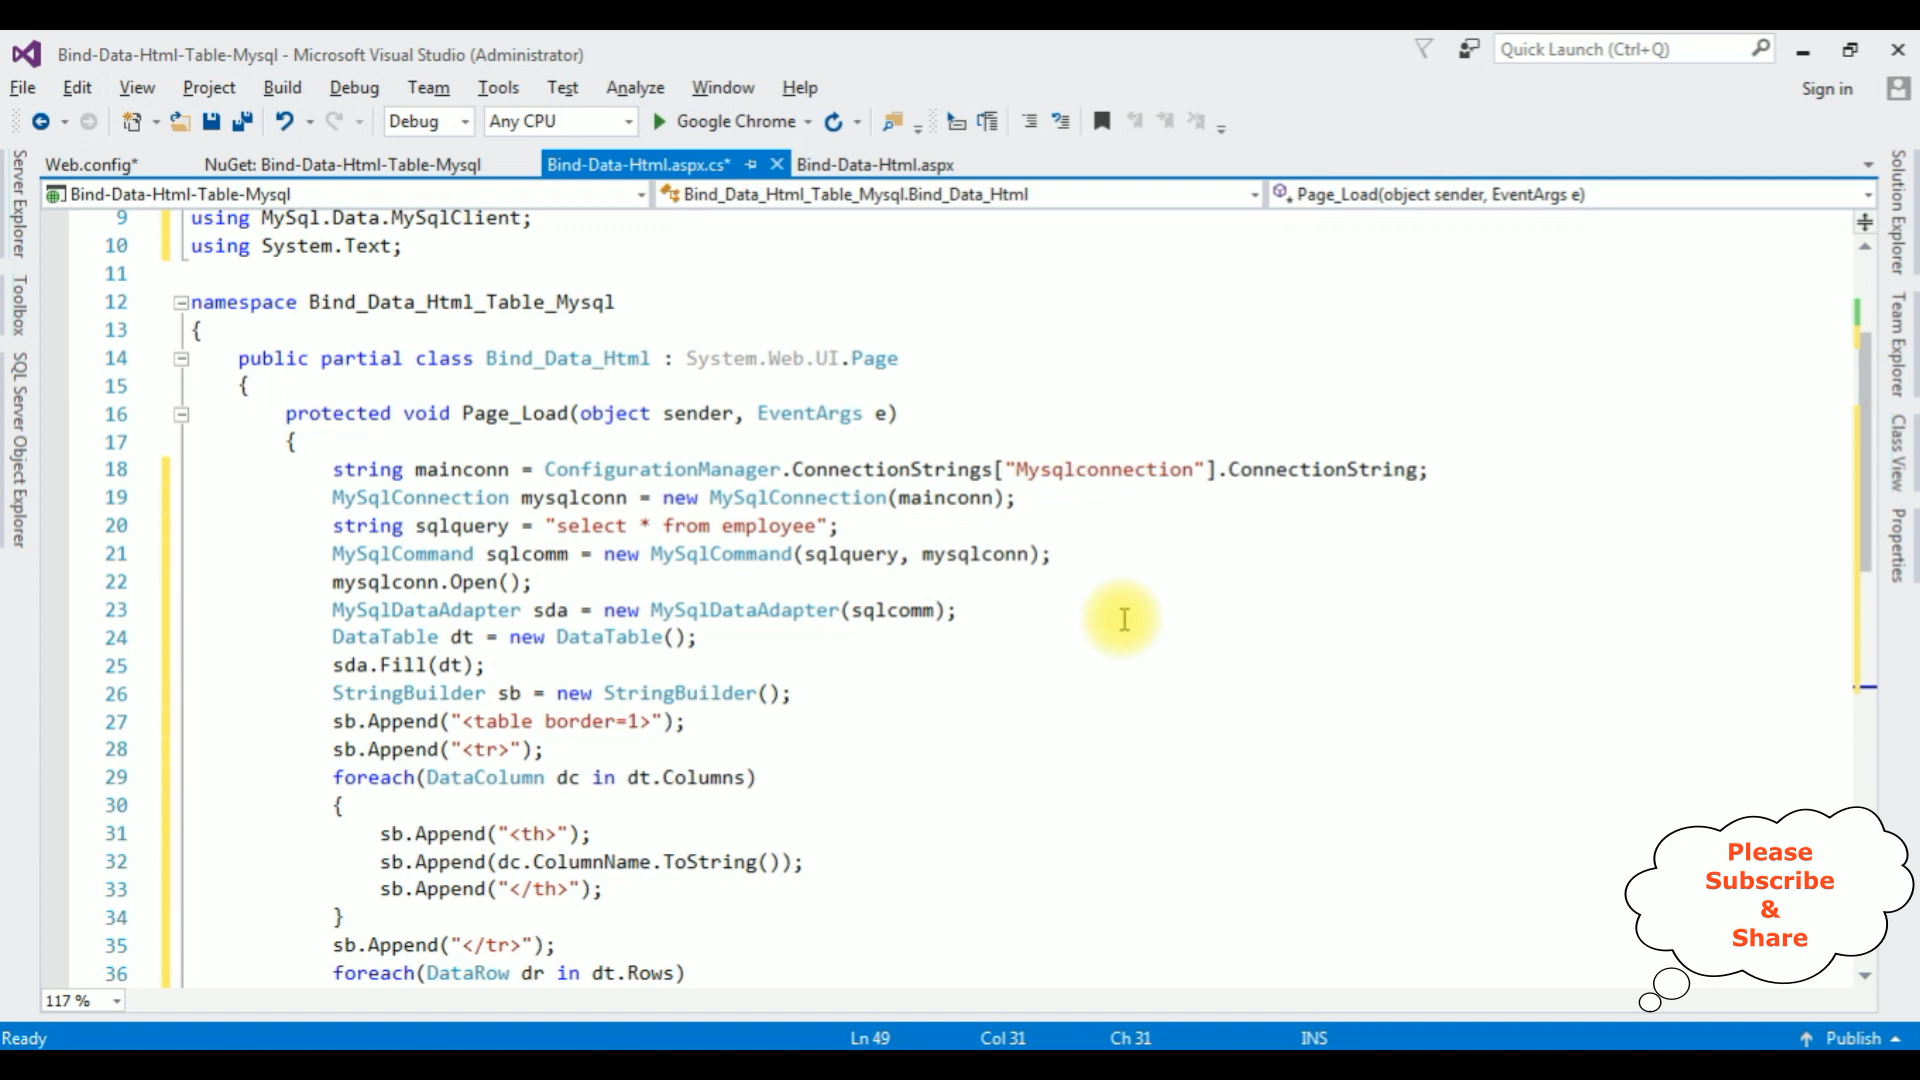 Bind-Data-Html-Table-Mysql - Microsoft Visual Studio (Administrator)
Quick Launch (Ctrl+Q)
File Edit View Project Build Debug Team Tools Test Analyze Window Help
Sign in
Debug Any CPU Google Chrome
Web.config* NuGet: Bind-Data-Html-Table-Mysql Bind-Data-Html.aspx.cs* Bind-Data-Html.aspx
Bind-Data-Html-Table-Mysql Bind_Data_Html_Table_Mysql.Bind_Data_Html Page_Load(object sender, EventArgs e)
Server Explorer
Toolbox
SQL Server Object Explorer
9 using MySql.Data.MySqlClient;
10 using System.Text;
11
12 namespace Bind_Data_Html_Table_Mysql
13 {
14 public partial class Bind_Data_Html : System.Web.UI.Page
15 {
16 protected void Page_Load(object sender, EventArgs e)
17 {
18 string mainconn = ConfigurationManager.ConnectionStrings["Mysqlconnection"].ConnectionString;
19 MySqlConnection mysqlconn = new MySqlConnection(mainconn);
20 string sqlquery = "select * from employee";
21 MySqlCommand sqlcomm = new MySqlCommand(sqlquery, mysqlconn);
22 mysqlconn.Open();
23 MySqlDataAdapter sda = new MySqlDataAdapter(sqlcomm);
24 DataTable dt = new DataTable();
25 sda.Fill(dt);
26 StringBuilder sb = new StringBuilder();
27 sb.Append("<table border=1>");
28 sb.Append("<tr>");
29 foreach(DataColumn dc in dt.Columns)
30 {
31 sb.Append("<th>");
32 sb.Append(dc.ColumnName.ToString());
33 sb.Append("</th>");
34 }
35 sb.Append("</tr>");
36 foreach(DataRow dr in dt.Rows)
Solution Explorer
Team Explorer
Class View
Properties
Please
Subscribe
&
Share
117 %
Ready Ln 49 Col 31 Ch 31 INS Publish